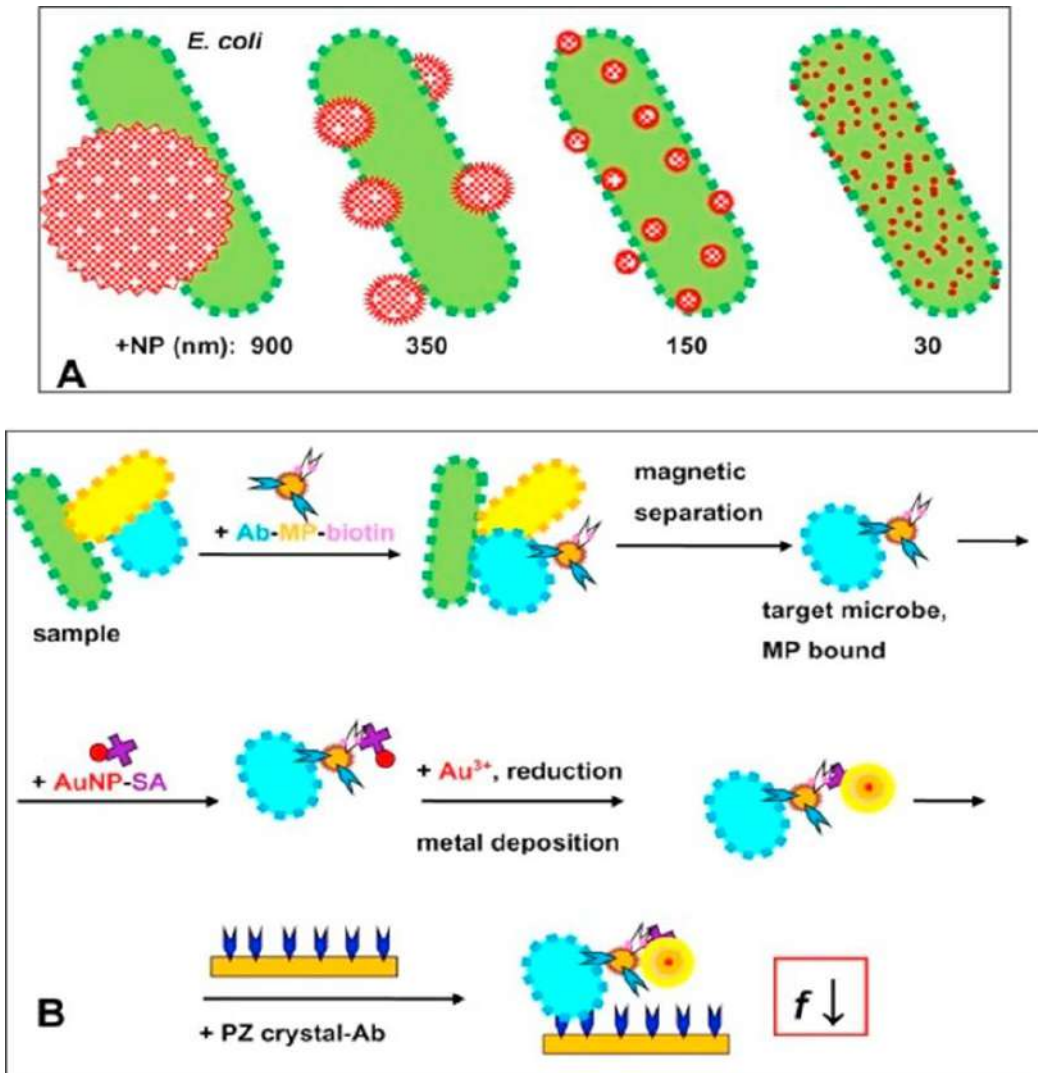 E. coli
+NP (nm): 900 350 150 30
A
+ Ab-MP-biotin
magnetic
separation
sample
target microbe,
MP bound
+ AuNP-SA
+ Au³⁺, reduction
metal deposition
B
+ PZ crystal-Ab
f ↓